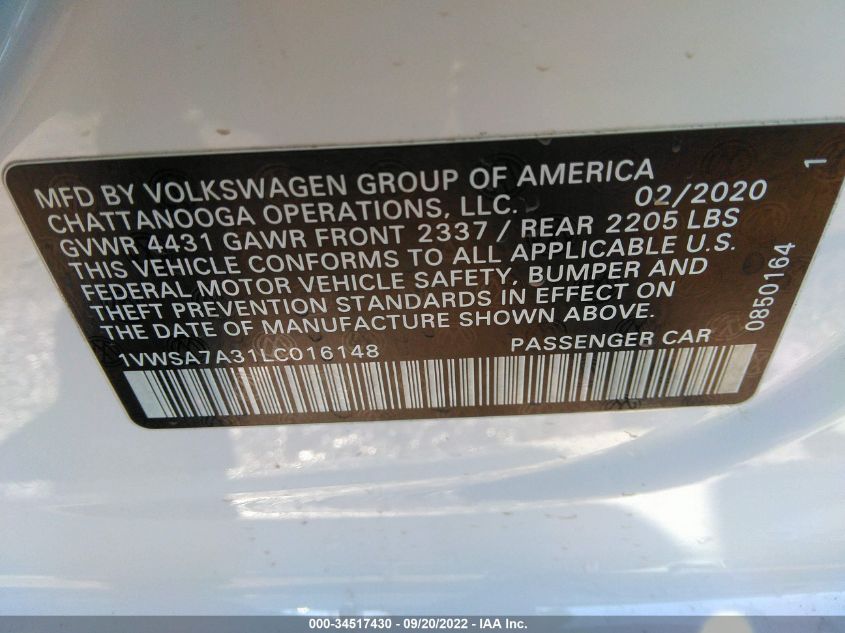 MFD BY VOLKSWAGEN GROUP OF AMERICA
CHATTANOOGA OPERATIONS, LLC. 02/2020
GVWR 4431 GAWR FRONT 2337 / REAR 2205 LBS
THIS VEHICLE CONFORMS TO ALL APPLICABLE U.S.
FEDERAL MOTOR VEHICLE SAFETY, BUMPER AND
THEFT PREVENTION STANDARDS IN EFFECT ON
THE DATE OF MANUFACTURE SHOWN ABOVE.
1VWSA7A31LC016148 PASSENGER CAR
0850164 1
000-34517430 - 09/20/2022 - IAA Inc.